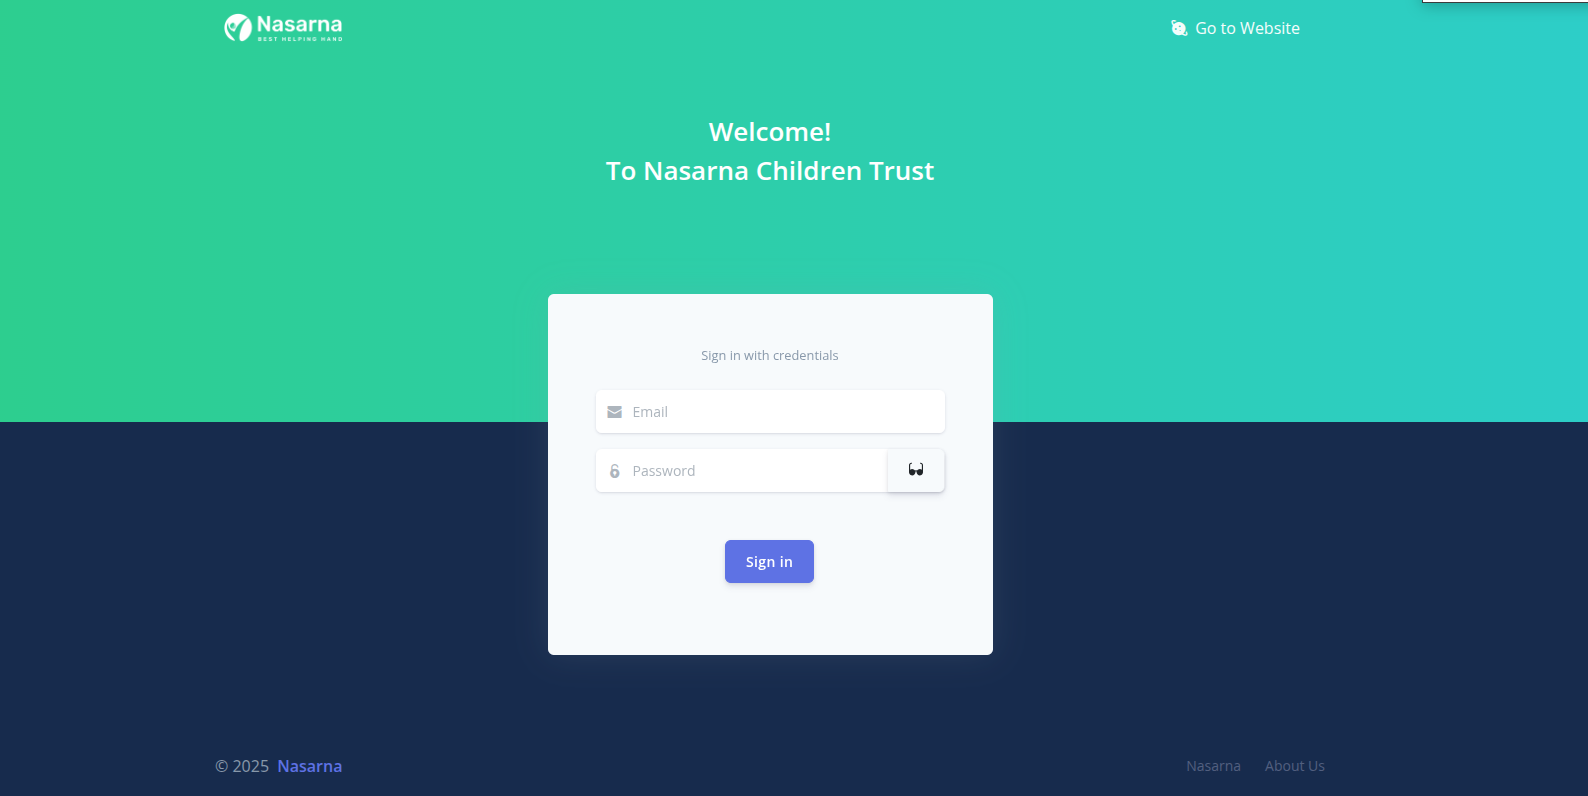 Nasarna
BEST HELPING HAND
Go to Website
Welcome!
To Nasarna Children Trust
Sign in with credentials
Email
Password
Sign in
© 2025 Nasarna
Nasarna About Us